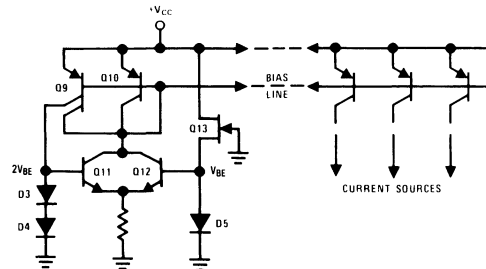 +VCC
Q9
Q10
BIAS
LINE
Q13
2VBE
Q11
Q12
VBE
CURRENT SOURCES
D3
D4
D5